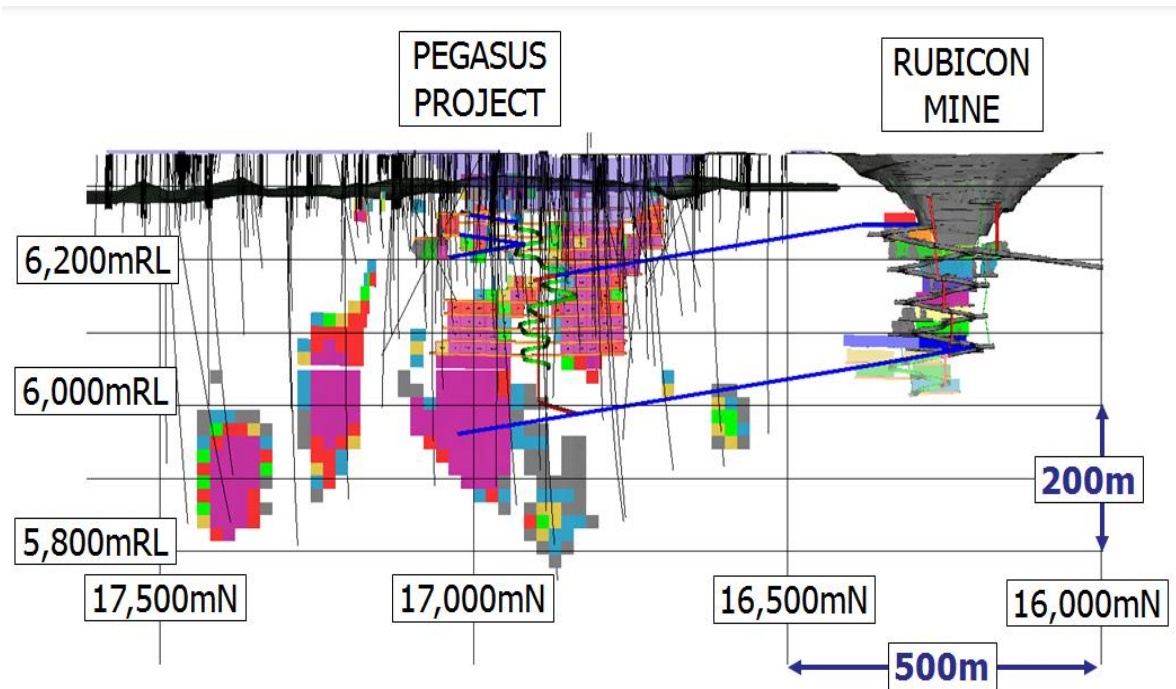 PEGASUS
PROJECT
RUBICON
MINE
6,200mRL
6,000mRL
200m
5,800mRL
17,500mN
17,000mN
16,500mN
16,000mN
500m